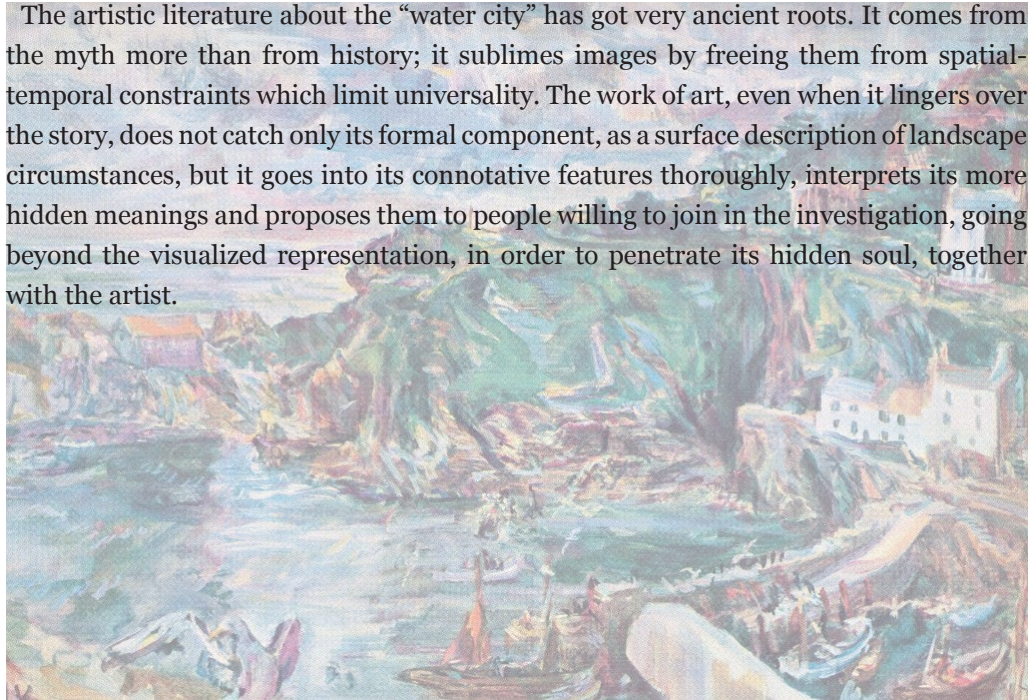 The artistic literature about the “water city” has got very ancient roots. It comes from
the myth more than from history; it sublimes images by freeing them from spatial-
temporal constraints which limit universality. The work of art, even when it lingers over
the story, does not catch only its formal component, as a surface description of landscape
circumstances, but it goes into its connotative features thoroughly, interprets its more
hidden meanings and proposes them to people willing to join in the investigation, going
beyond the visualized representation, in order to penetrate its hidden soul, together
with the artist.